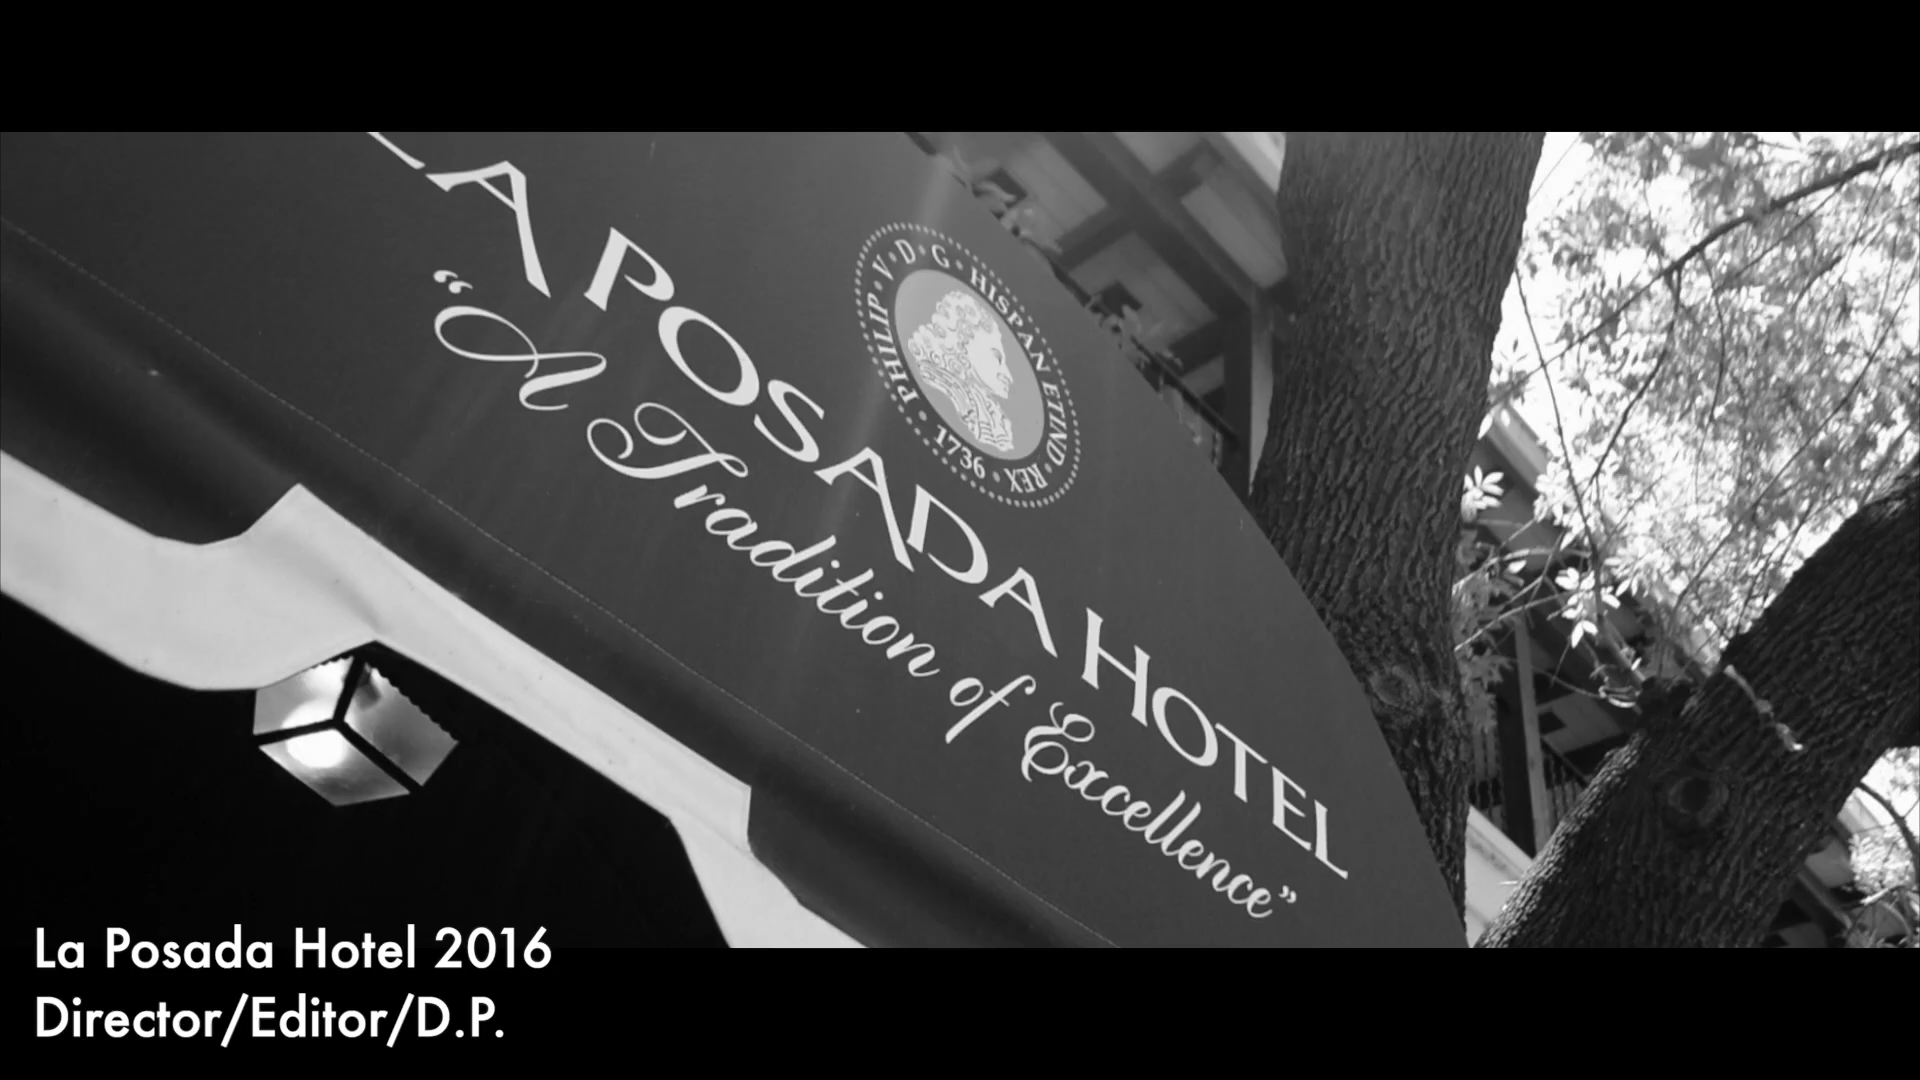 LA POSADA HOTEL
“A Tradition of Excellence”
PHILIP • V • D • G • HISPAN ET IND • REX • 1736
La Posada Hotel 2016
Director/Editor/D.P.